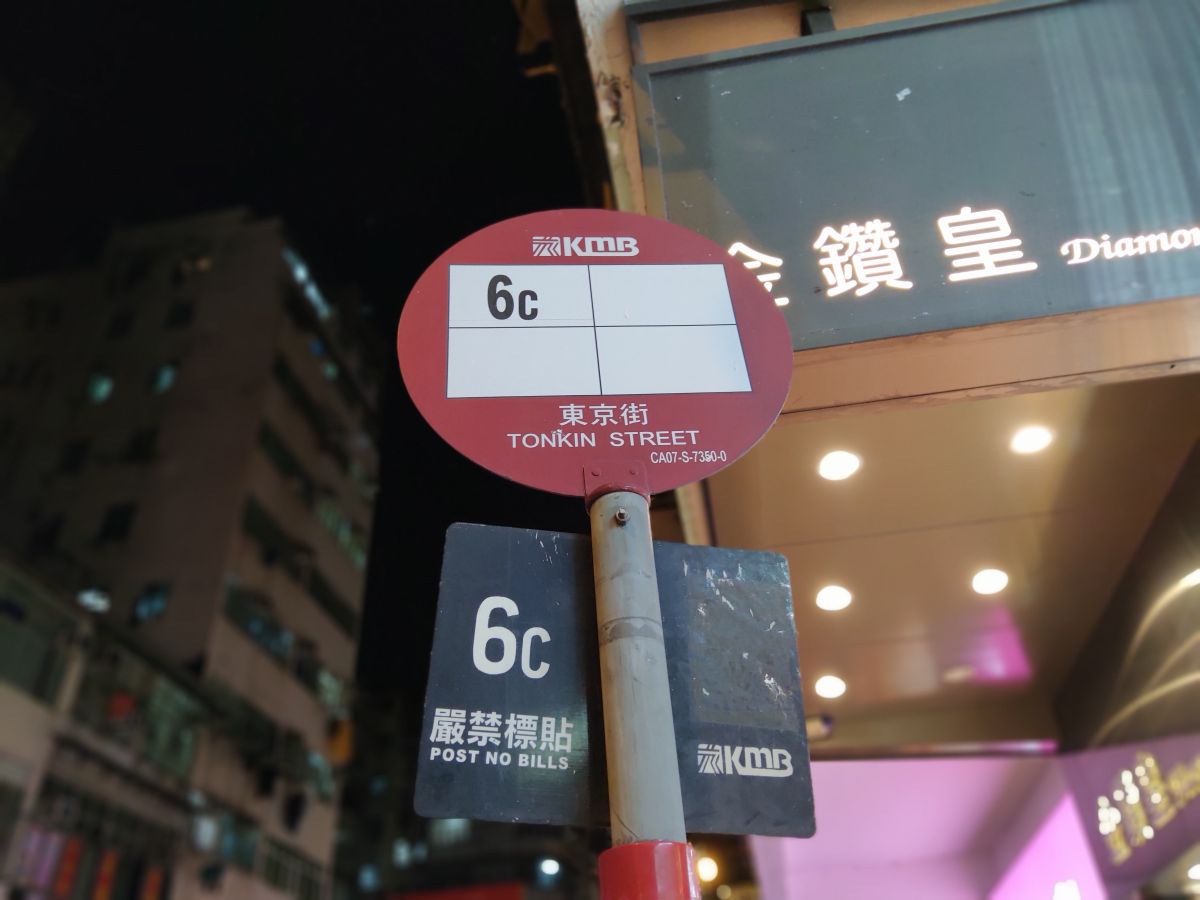 KMB
6C
東京街
TONKIN STREET
CA07-S-7350-0
金鑽皇 Diamon
6C
嚴禁標貼
POST NO BILLS
KMB